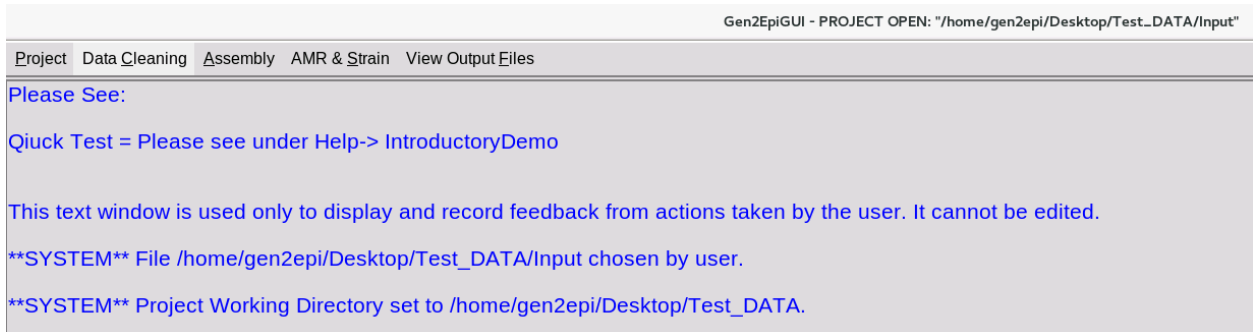 Gen2EpiGUI - PROJECT OPEN: "/home/gen2epi/Desktop/Test_DATA/Input"
Project Data Cleaning Assembly AMR & Strain View Output Files
Please See:
Qiuck Test = Please see under Help-> IntroductoryDemo
This text window is used only to display and record feedback from actions taken by the user. It cannot be edited.
**SYSTEM** File /home/gen2epi/Desktop/Test_DATA/Input chosen by user.
**SYSTEM** Project Working Directory set to /home/gen2epi/Desktop/Test_DATA.